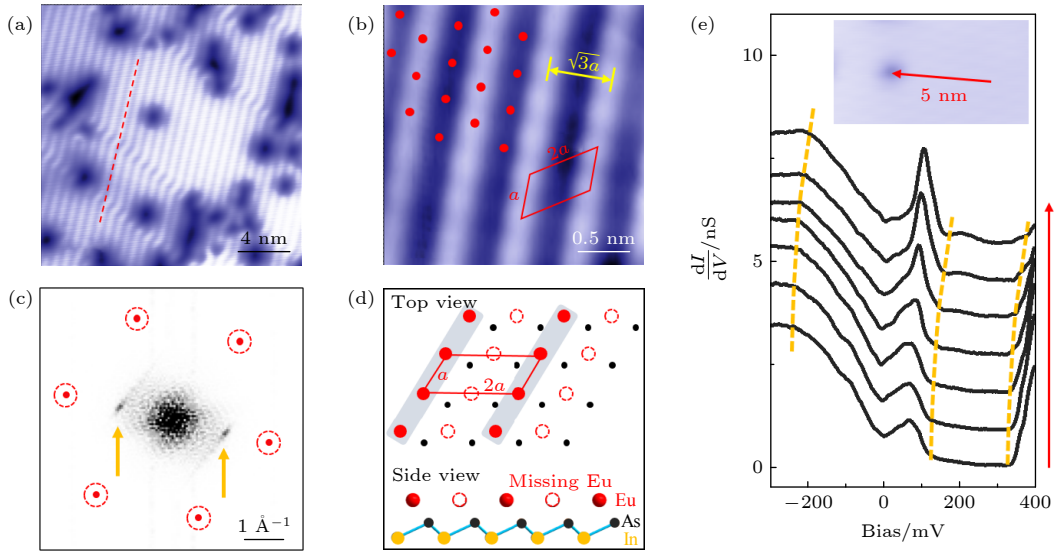 (a)
4 nm
(b)
√3a
2a
a
0.5 nm
(c)
1 Å−1
(d)
Top view
a
2a
Side view
Missing Eu
Eu
As
In
(e)
10
5
0
dI/dV/nS
5 nm
−200 0 200 400
Bias/mV